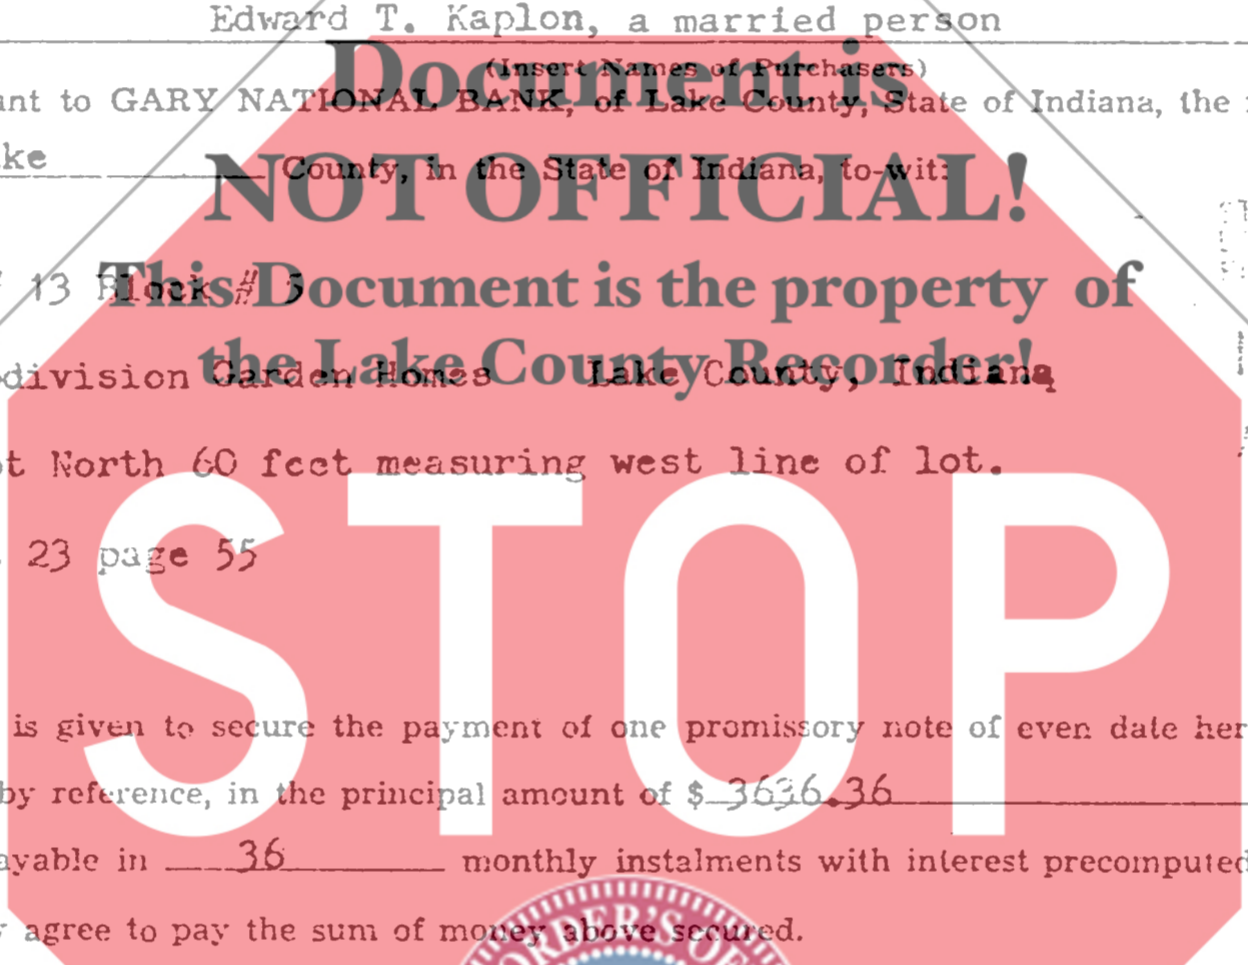 Edward T. Kaplon, a married person
Document is
(Insert Names of Purchasers)
ant to GARY NATIONAL BANK, of Lake County, State of Indiana, the
ke County, in the State of Indiana, to-wit:
NOT OFFICIAL!
13 Block # 5
This Document is the property of
the Lake County Recorder!
division Garden Homes Lake County, Indiana
t North 60 feet measuring west line of lot.
23 page 55
STOP
is given to secure the payment of one promissory note of even date her
by reference, in the principal amount of $ 3636.36
ayable in 36 monthly instalments with interest precomputed
agree to pay the sum of money above secured.
ORDER'S OF